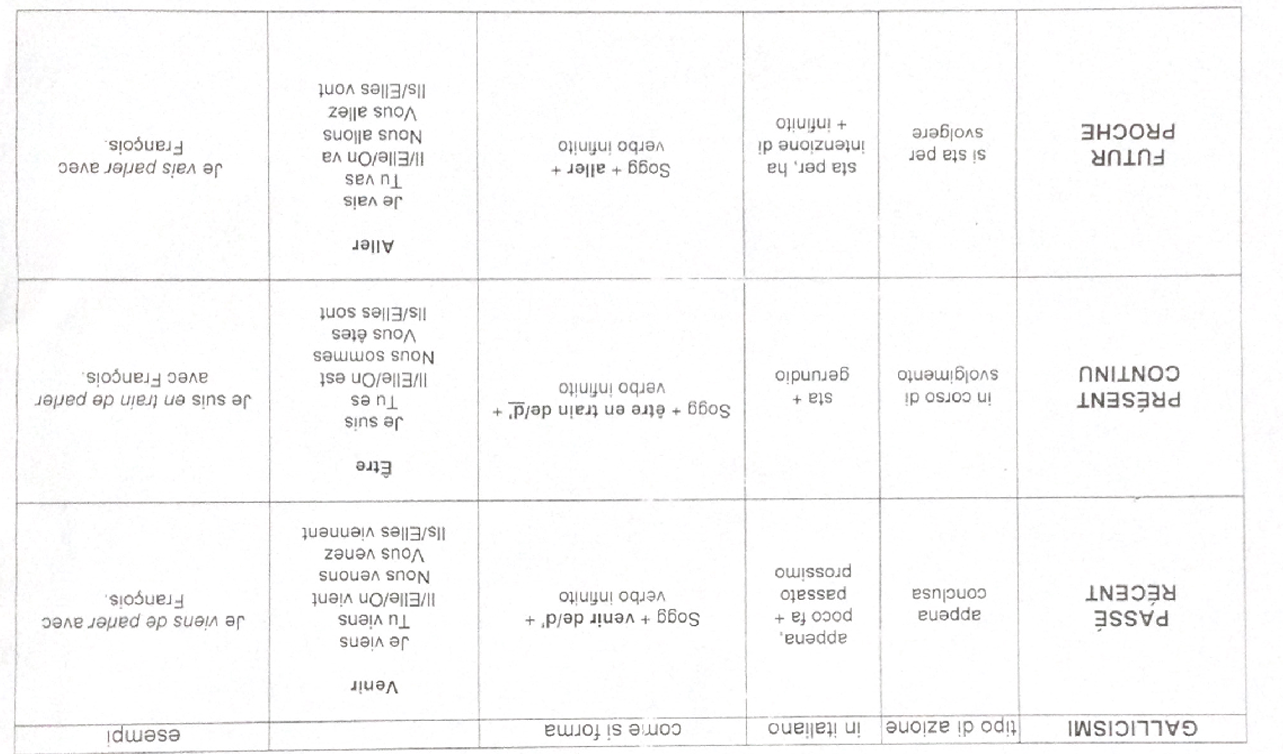 GALLICISMI
tipo di azione
in italiano
come si forma
esempi
PASSÉ
RÉCENT
appena
conclusa
appena,
poco fa +
passato
prossimo
Sogg + venir de/d' +
verbo infinito
Venir
Je viens
Tu viens
Il/Elle/On vient
Nous venons
Vous venez
Ils/Elles viennent
Je viens de parler avec
François.
PRÉSENT
CONTINU
in corso di
svolgimento
sta +
gerundio
Sogg + être en train de/d' +
verbo infinito
Être
Je suis
Tu es
Il/Elle/On est
Nous sommes
Vous êtes
Ils/Elles sont
Je suis en train de parler
avec François.
FUTUR
PROCHE
si sta per
svolgere
sta per, ha
intenzione di
+ infinito
Sogg + aller +
verbo infinito
Aller
Je vais
Tu vas
Il/Elle/On va
Nous allons
Vous allez
Ils/Elles vont
Je vais parler avec
François.